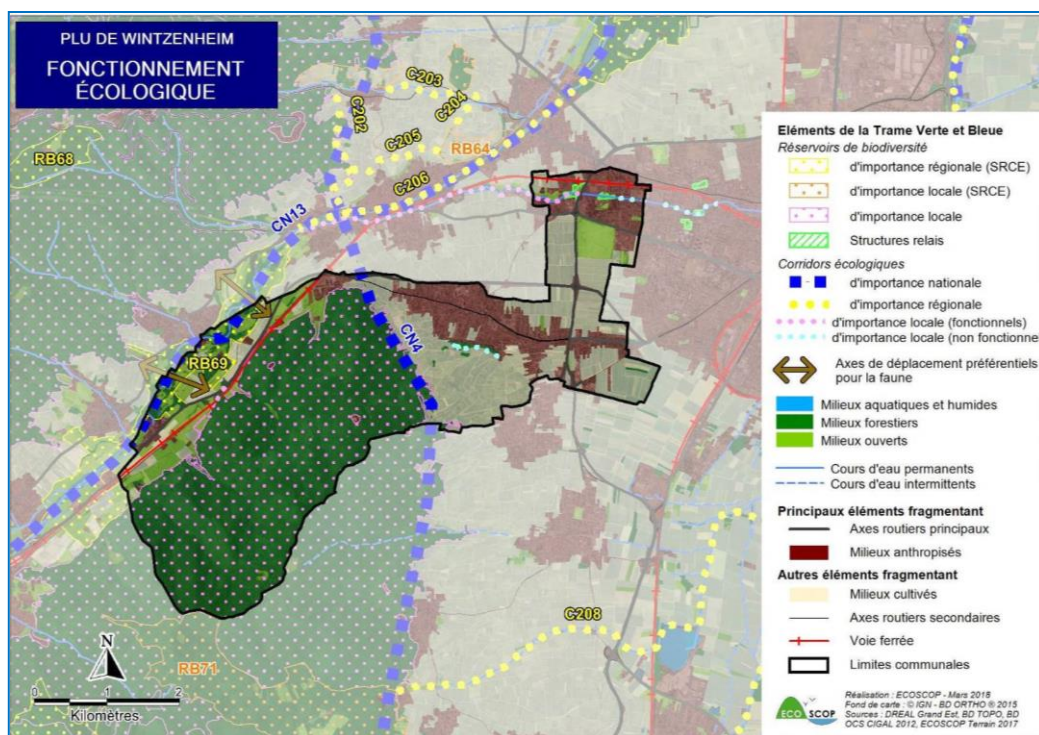 PLU DE WINTZENHEIM
FONCTIONNEMENT
ÉCOLOGIQUE
C203
C202
C204
C205
RB64
RB68
C206
CN13
CN4
RB69
C208
RB71
N
0 1 2
Kilomètres
Eléments de la Trame Verte et Bleue
Réservoirs de biodiversité
d'importance régionale (SRCE)
d'importance locale (SRCE)
d'importance locale
Structures relais
Corridors écologiques
d'importance nationale
d'importance régionale
d'importance locale (fonctionnels)
d'importance locale (non fonctionne
Axes de déplacement préférentiels
pour la faune
Milieux aquatiques et humides
Milieux forestiers
Milieux ouverts
Cours d'eau permanents
Cours d'eau intermittents
Principaux éléments fragmentant
Axes routiers principaux
Milieux anthropisés
Autres éléments fragmentant
Milieux cultivés
Axes routiers secondaires
Voie ferrée
Limites communales
ECO SCOP
Réalisation : ECOSCOP - Mars 2018
Fond de carte : © IGN - BD ORTHO ® 2015
Sources : DREAL Grand Est, BD TOPO, BD
OCS CIGAL 2012, ECOSCOP Terrain 2017